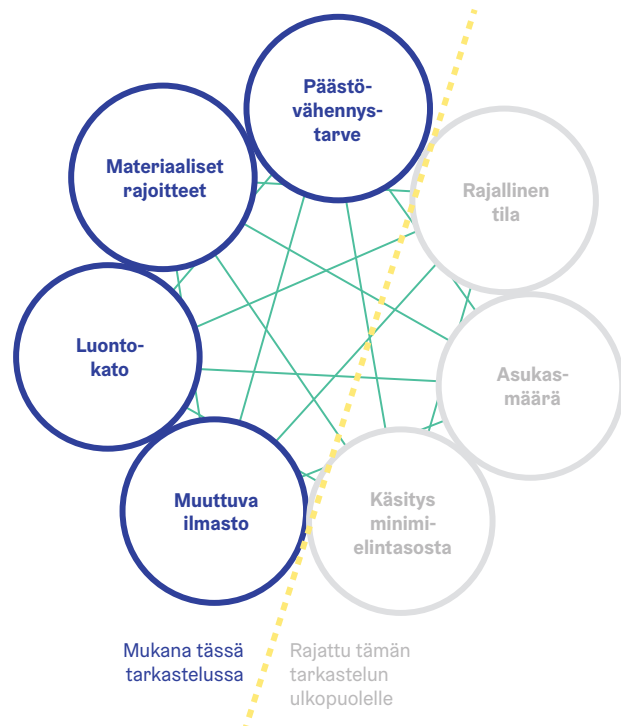 Päästö-
vähennys-
tarve
Materiaaliset
rajoitteet
Rajallinen
tila
Luonto-
kato
Asukas-
määrä
Muuttuva
ilmasto
Käsitys
minimi-
elintasosta
Mukana tässä
tarkastelussa
Rajattu tämän
tarkastelun
ulkopuolelle